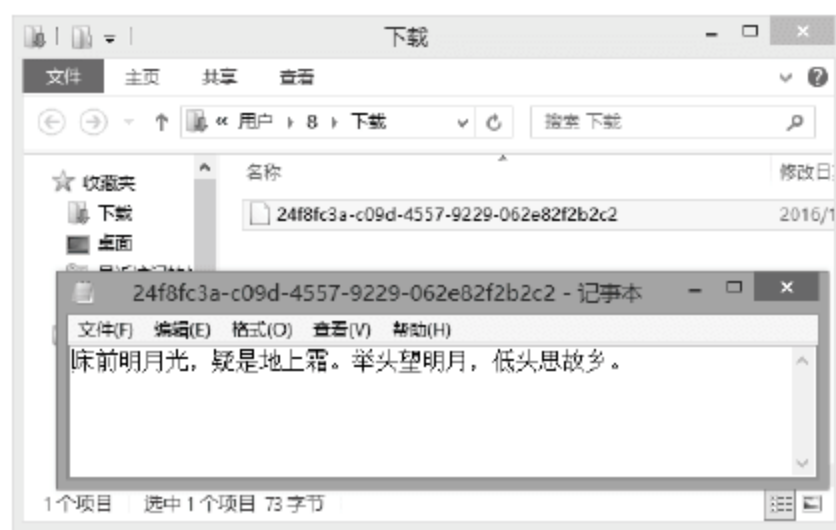 下载
文件 主页 共享 查看
« 用户 8 下载
搜索 下载
名称 修改日
收藏夹
下载
24f8fc3a-c09d-4557-9229-062e82f2b2c2 2016/1
桌面
24f8fc3a-c09d-4557-9229-062e82f2b2c2 - 记事本
文件(F) 编辑(E) 格式(O) 查看(V) 帮助(H)
床前明月光，疑是地上霜。举头望明月，低头思故乡。
1个项目 选中 1 个项目 73 字节